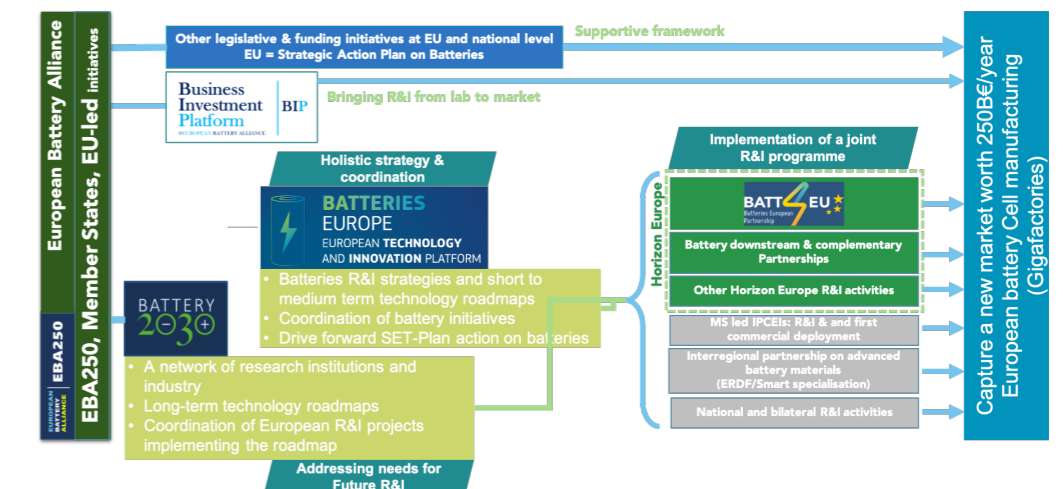 European Battery Alliance
EUROPEAN
BATTERY
ALLIANCE
EBA250
EBA250, Member States, EU-led initiatives
Other legislative & funding initiatives at EU and national level
EU = Strategic Action Plan on Batteries
Supportive framework
Business
Investment
Platform
@EUROPEAN BATTERY ALLIANCE
BIP
Bringing R&I from lab to market
Holistic strategy &
coordination
BATTERIES
EUROPE
EUROPEAN TECHNOLOGY
AND INNOVATION PLATFORM
• Batteries R&I strategies and short to
medium term technology roadmaps
• Coordination of battery initiatives
• Drive forward SET-Plan action on batteries
BATTERY
2030+
• A network of research institutions and
industry
• Long-term technology roadmaps
• Coordination of European R&I projects
implementing the roadmap
Addressing needs for
Future R&I
Implementation of a joint
R&I programme
Horizon Europe
BATT4EU
Batteries European
Partnership
Battery downstream & complementary
Partnerships
Other Horizon Europe R&I activities
MS led IPCEIs: R&I & and first
commercial deployment
Interregional partnership on advanced
battery materials
(ERDF/Smart specialisation)
National and bilateral R&I activities
Capture a new market worth 250B€/year
European battery Cell manufacturing
(Gigafactories)